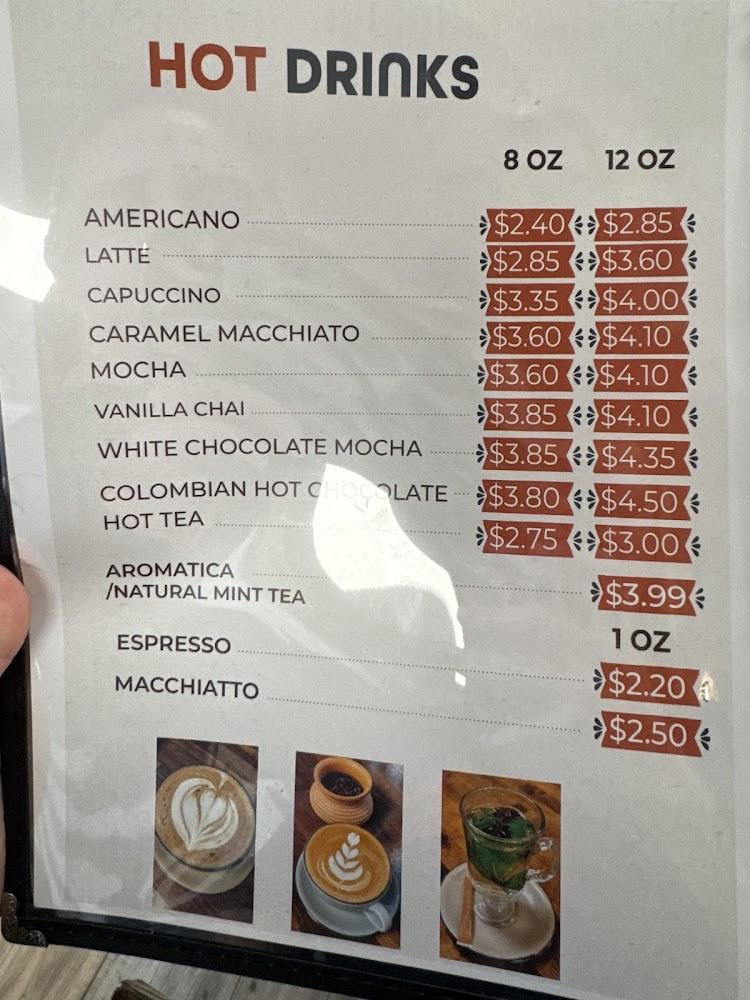 HOT DRINKS
8 OZ 12 OZ
AMERICANO $2.40 $2.85
LATTE $2.85 $3.60
CAPUCCINO $3.35 $4.00
CARAMEL MACCHIATO $3.60 $4.10
MOCHA $3.60 $4.10
VANILLA CHAI $3.85 $4.10
WHITE CHOCOLATE MOCHA $3.85 $4.35
COLOMBIAN HOT CHOCOLATE $3.80 $4.50
HOT TEA $2.75 $3.00
AROMATICA
/NATURAL MINT TEA $3.99
1 OZ
ESPRESSO $2.20
MACCHIATTO $2.50